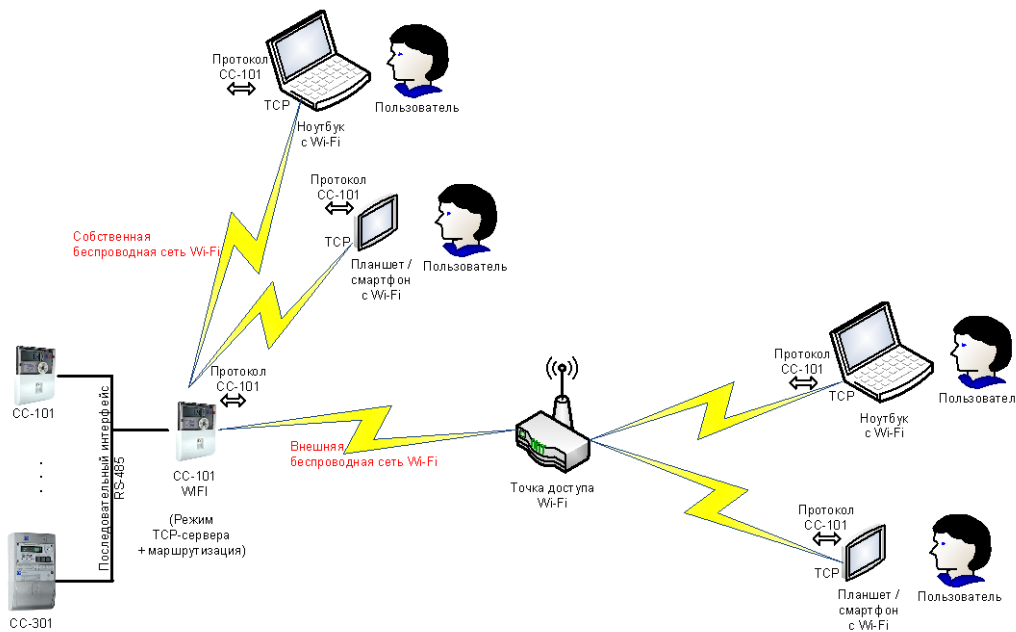 Протокол
СС-101
TCP
Пользователь
Ноутбук
с Wi-Fi
Протокол
СС-101
TCP
Пользователь
Планшет /
смартфон
с Wi-Fi
Собственная
беспроводная сеть Wi-Fi
СС-101
.
.
.
СС-301
Последовательный интерфейс
RS-485
Протокол
СС-101
СС-101
WIFI
(Режим
TCP-сервера
+ маршрутизация)
Внешняя
беспроводная сеть Wi-Fi
Точка доступа
Wi-Fi
Протокол
СС-101
TCP
Пользовател
Ноутбук
с Wi-Fi
Протокол
СС-101
TCP
Пользователь
Планшет /
смартфон
с Wi-Fi